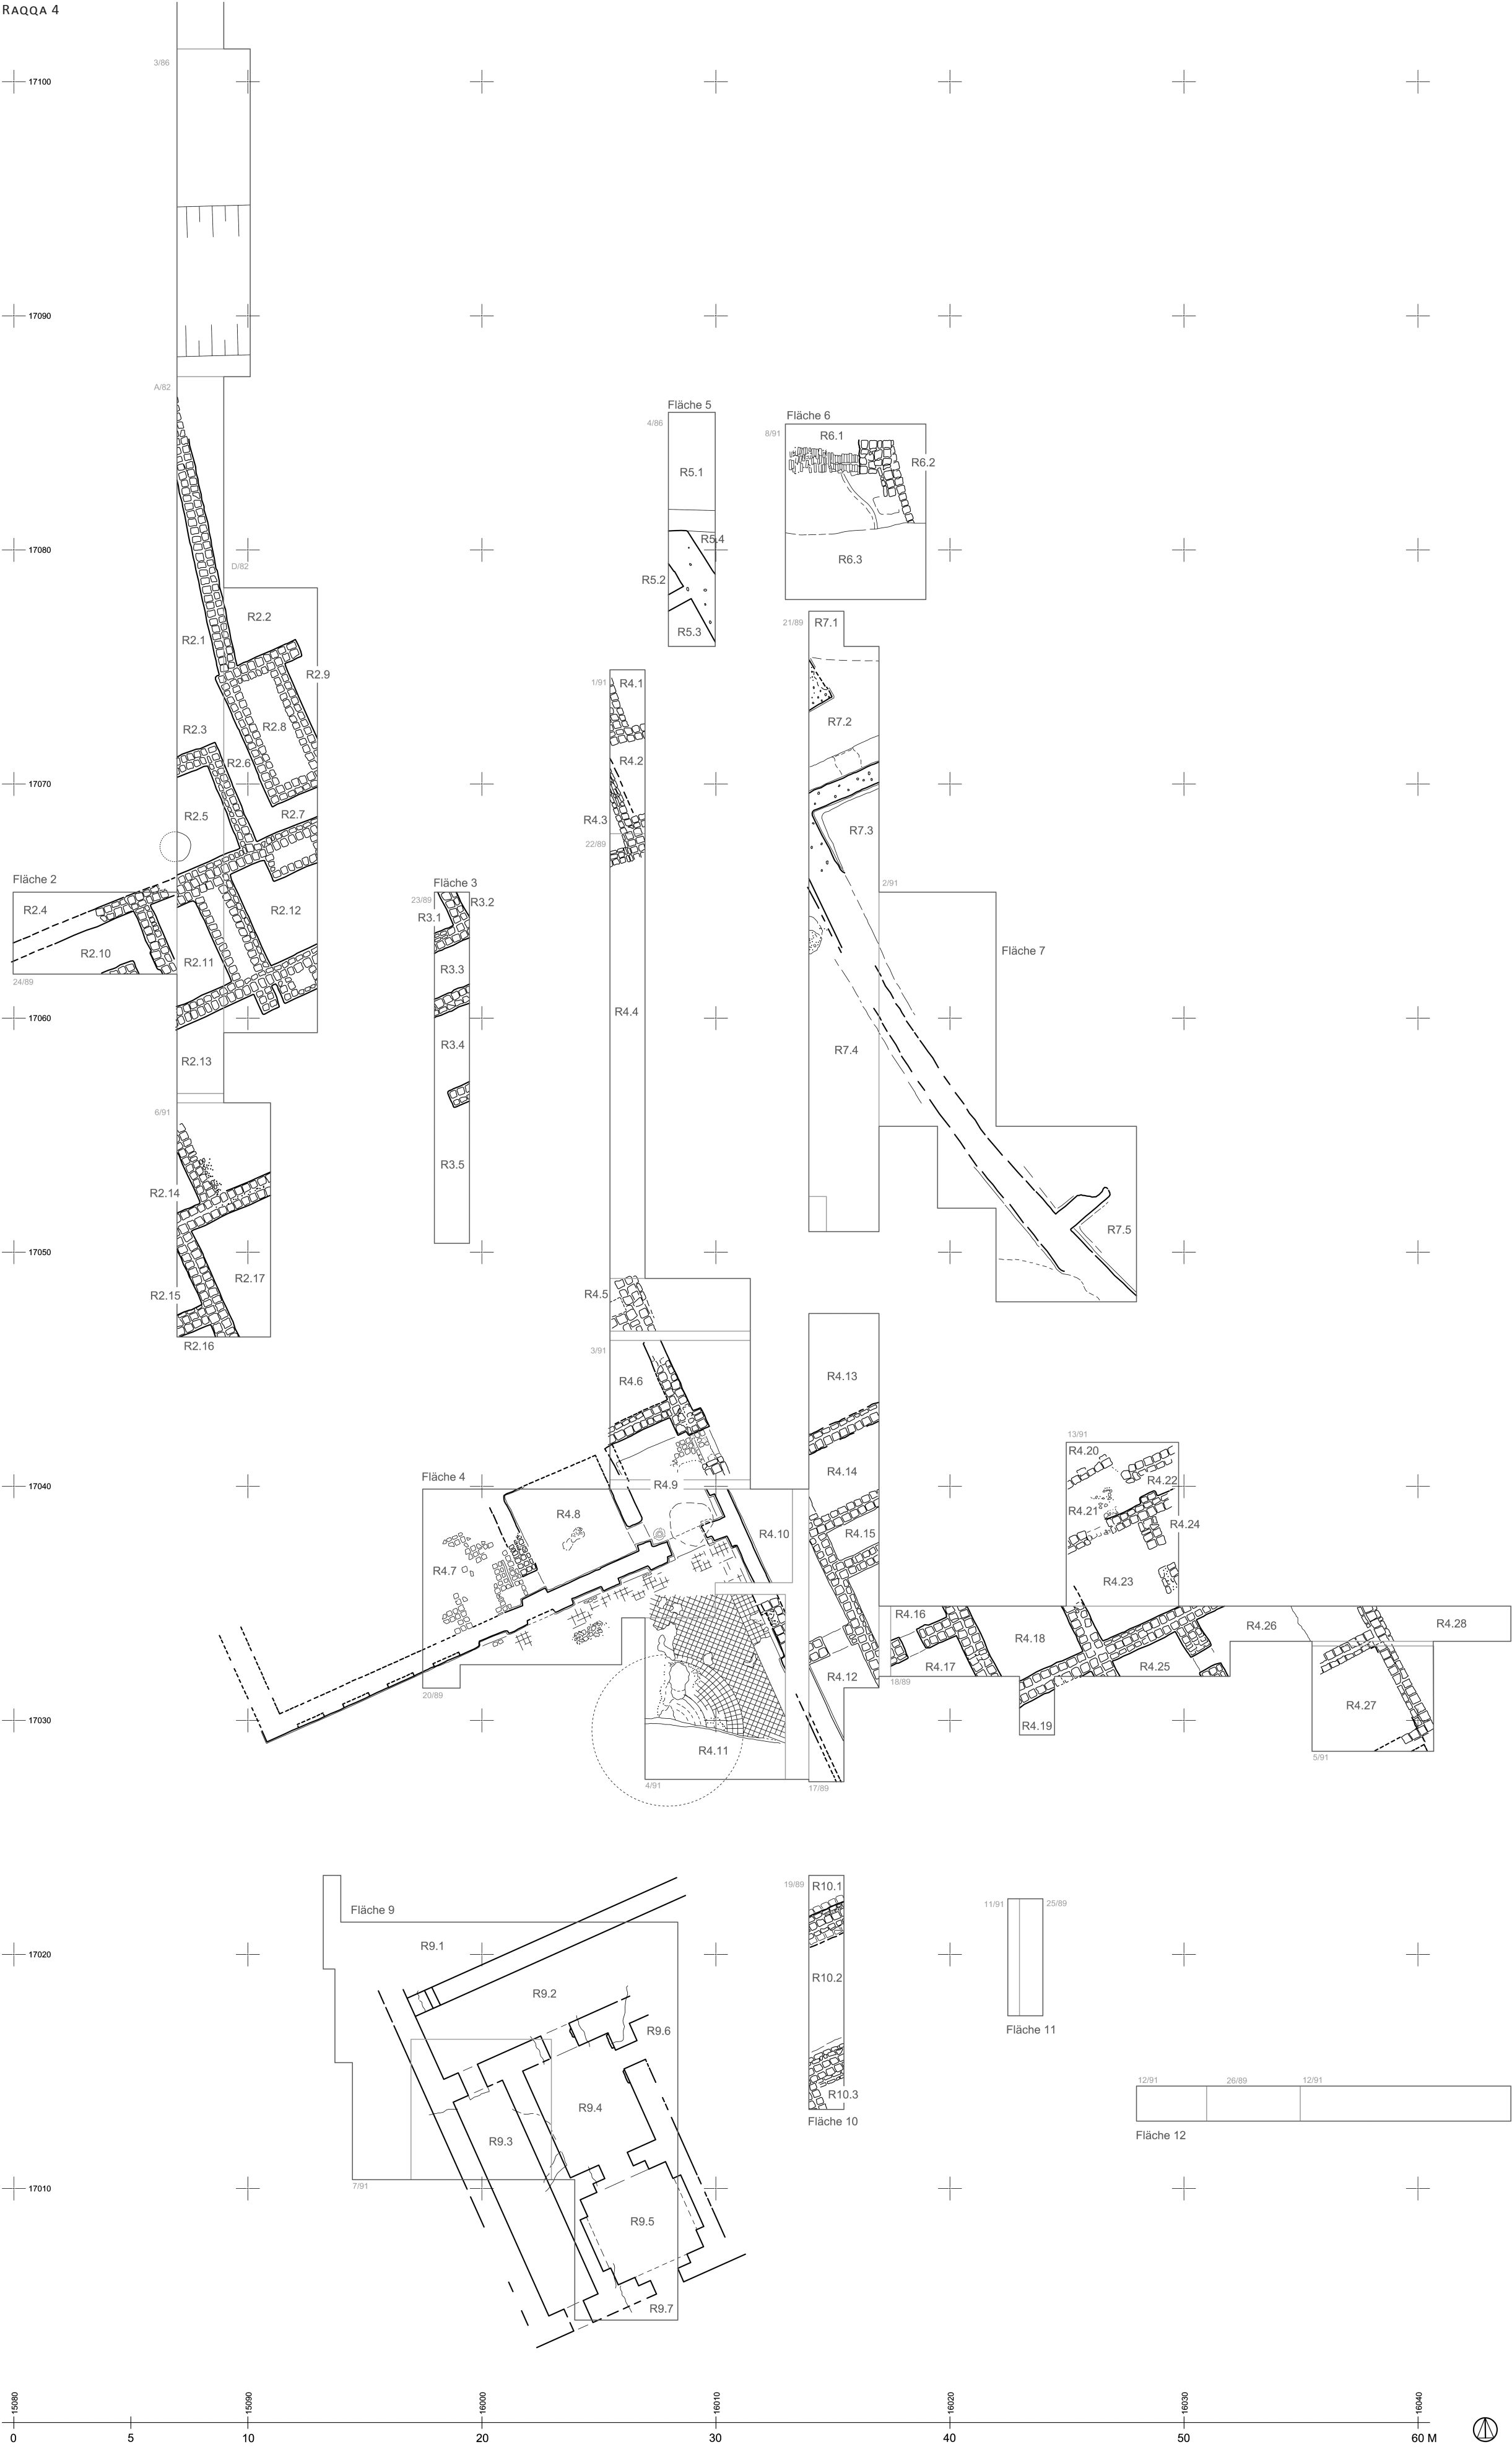 RAQQA 4
3/86
17100
17090
A/82
Fläche 5
4/86
Fläche 6
8/91
R6.1
R6.2
R5.1
R5.4
17080
R6.3
D/82
R5.2
R2.2
21/89
R7.1
R5.3
R2.1
R2.9
1/91
R4.1
R7.2
R2.3
R2.8
R2.6
R4.2
17070
R2.5
R2.7
R4.3
R7.3
22/89
Fläche 2
Fläche 3
2/91
23/89
R3.2
R2.4
R2.12
R3.1
R2.10
R2.11
R3.3
Fläche 7
24/89
17060
R4.4
R3.4
R7.4
R2.13
6/91
R3.5
R2.14
R7.5
17050
R2.17
R2.15
R4.5
R2.16
3/91
R4.6
R4.13
13/91
R4.20
Fläche 4
R4.14
R4.22
17040
R4.9
R4.8
R4.21
R4.24
R4.10
R4.15
R4.7
R4.23
R4.16
R4.26
R4.28
R4.18
R4.17
R4.25
R4.12
20/89
18/89
R4.27
17030
R4.19
R4.11
5/91
4/91
17/89
19/89
R10.1
11/91
25/89
Fläche 9
R9.1
17020
R10.2
R9.2
R9.6
Fläche 11
12/91
26/89
12/91
R10.3
R9.4
Fläche 10
Fläche 12
R9.3
7/91
17010
R9.5
R9.7
15080
15090
16000
16010
16020
16030
16040
0
5
10
20
30
40
50
60 M